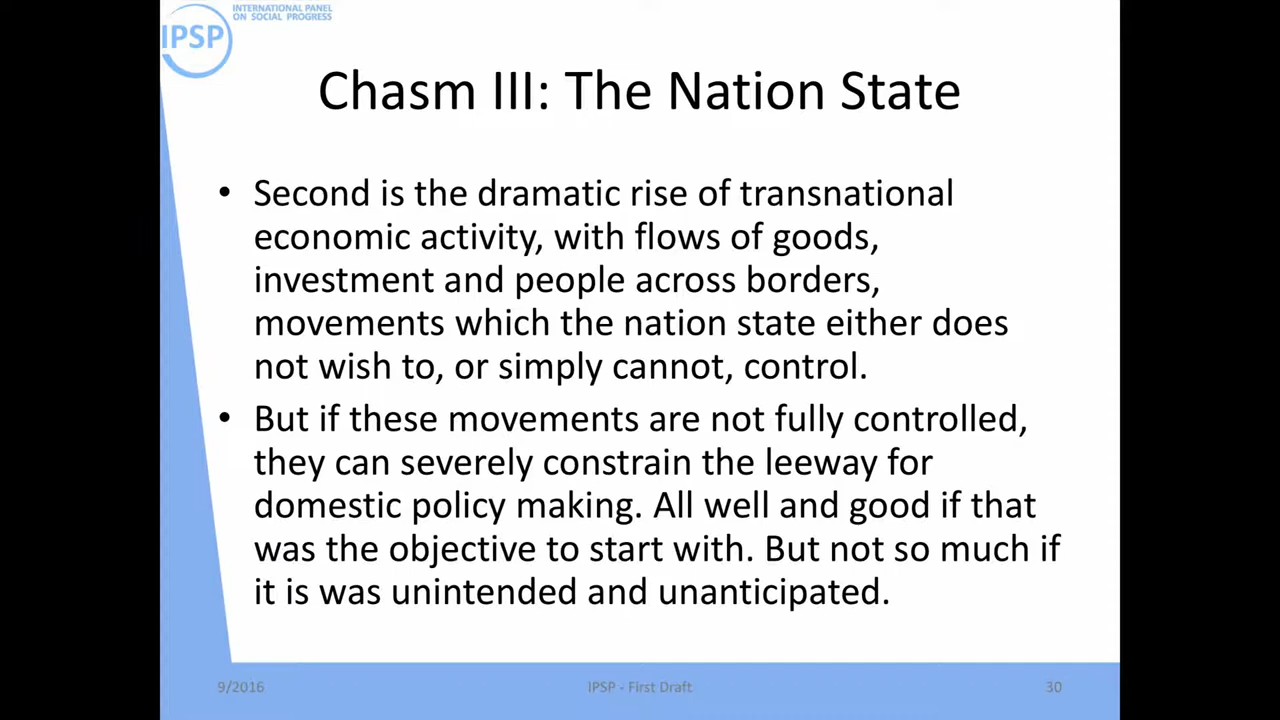 INTERNATIONAL PANEL
ON SOCIAL PROGRESS
IPSP
Chasm III: The Nation State
• Second is the dramatic rise of transnational
economic activity, with flows of goods,
investment and people across borders,
movements which the nation state either does
not wish to, or simply cannot, control.
• But if these movements are not fully controlled,
they can severely constrain the leeway for
domestic policy making. All well and good if that
was the objective to start with. But not so much if
it is was unintended and unanticipated.
9/2016
IPSP - First Draft
30